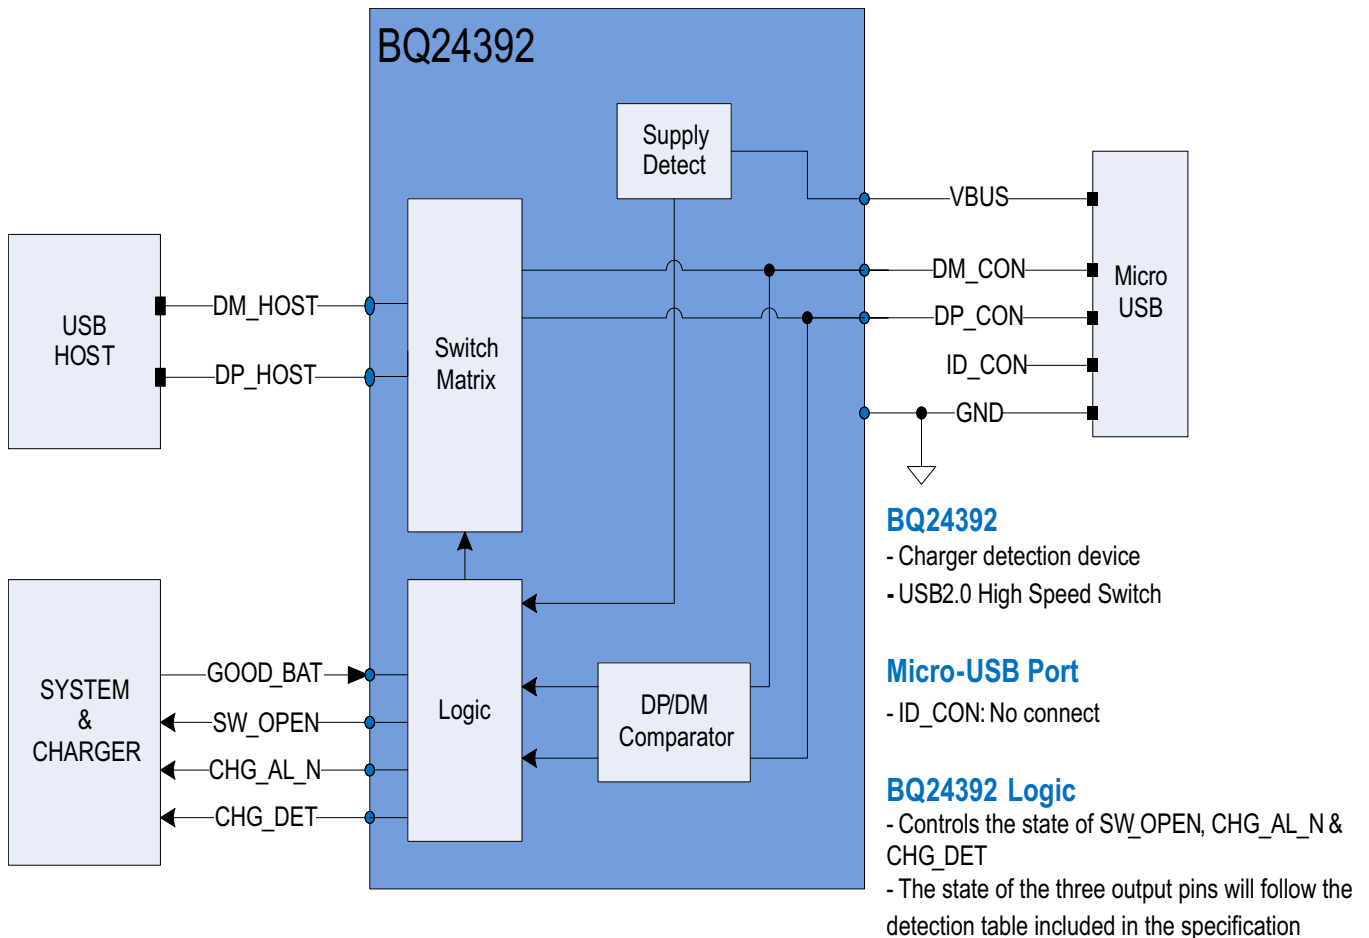 BQ24392
Supply
Detect
VBUS
DM_CON
DP_CON
ID_CON
GND
Micro
USB
USB
HOST
DM_HOST
DP_HOST
Switch
Matrix
BQ24392
- Charger detection device
- USB2.0 High Speed Switch
SYSTEM
&
CHARGER
GOOD_BAT
SW_OPEN
CHG_AL_N
CHG_DET
Logic
DP/DM
Comparator
Micro-USB Port
- ID_CON: No connect
BQ24392 Logic
- Controls the state of SW_OPEN, CHG_AL_N &
CHG_DET
- The state of the three output pins will follow the
detection table included in the specification